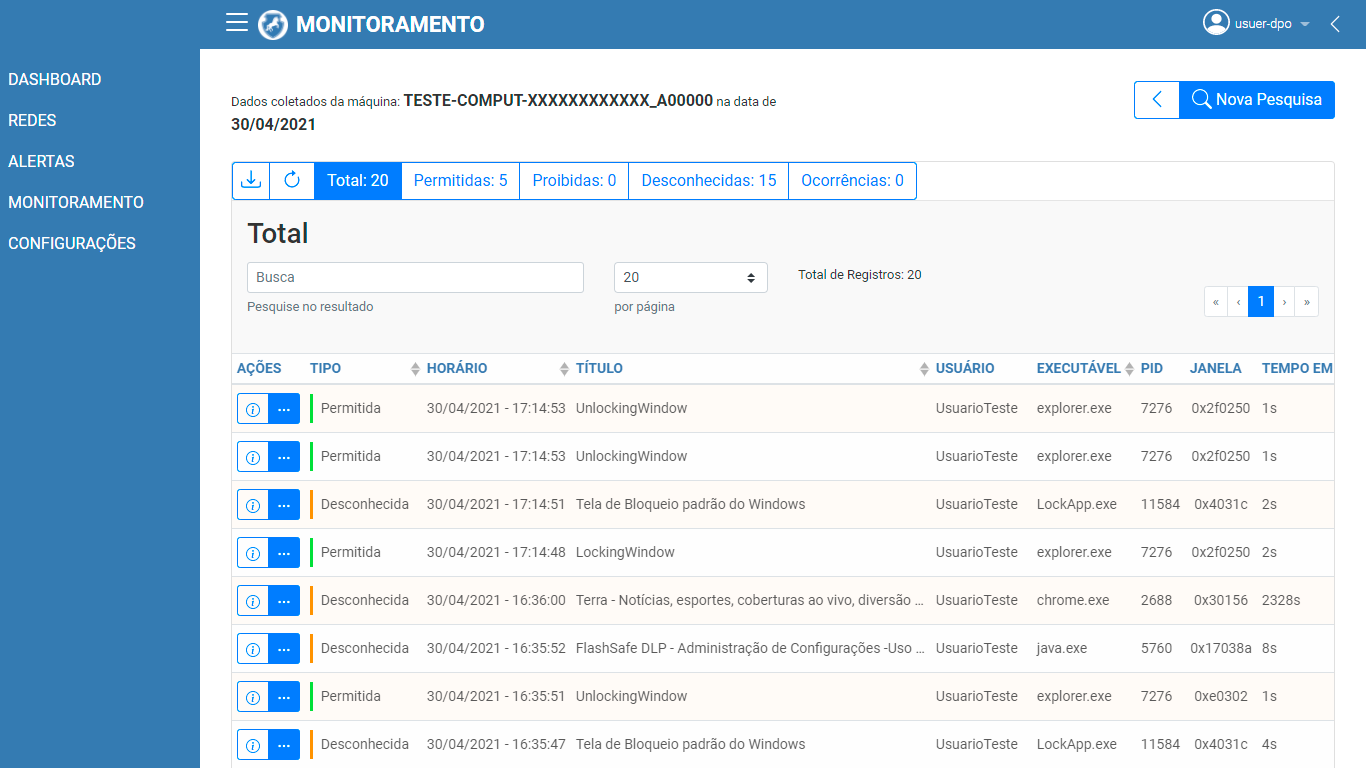 MONITORAMENTO
usuer-dpo
DASHBOARD
REDES
ALERTAS
MONITORAMENTO
CONFIGURAÇÕES
Dados coletados da máquina: TESTE-COMPUT-XXXXXXXXXXXX_A00000 na data de
30/04/2021
Nova Pesquisa
Total: 20 Permitidas: 5 Proibidas: 0 Desconhecidas: 15 Ocorrências: 0
Total
Busca 20 Total de Registros: 20
Pesquise no resultado por página
« ‹ 1 › »
AÇÕES TIPO HORÁRIO TÍTULO USUÁRIO EXECUTÁVEL PID JANELA TEMPO EM
Permitida 30/04/2021 - 17:14:53 UnlockingWindow UsuarioTeste explorer.exe 7276 0x2f0250 1s
Permitida 30/04/2021 - 17:14:53 UnlockingWindow UsuarioTeste explorer.exe 7276 0x2f0250 1s
Desconhecida 30/04/2021 - 17:14:51 Tela de Bloqueio padrão do Windows UsuarioTeste LockApp.exe 11584 0x4031c 2s
Permitida 30/04/2021 - 17:14:48 LockingWindow UsuarioTeste explorer.exe 7276 0x2f0250 2s
Desconhecida 30/04/2021 - 16:36:00 Terra - Notícias, esportes, coberturas ao vivo, diversão ... UsuarioTeste chrome.exe 2688 0x30156 2328s
Desconhecida 30/04/2021 - 16:35:52 FlashSafe DLP - Administração de Configurações -Uso ... UsuarioTeste java.exe 5760 0x17038a 8s
Permitida 30/04/2021 - 16:35:51 UnlockingWindow UsuarioTeste explorer.exe 7276 0xe0302 1s
Desconhecida 30/04/2021 - 16:35:47 Tela de Bloqueio padrão do Windows UsuarioTeste LockApp.exe 11584 0x4031c 4s